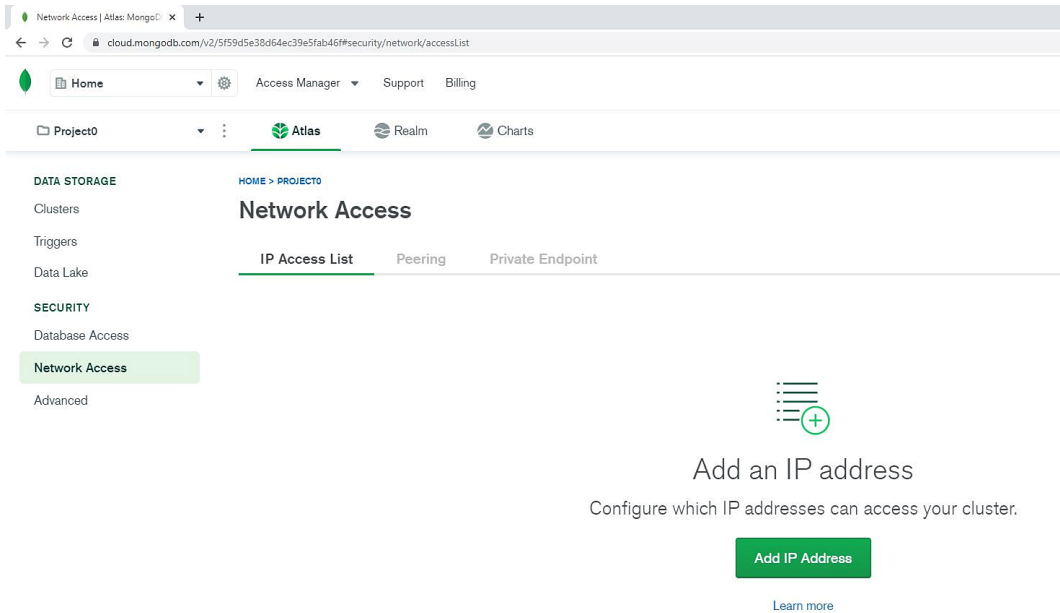 Network Access | Atlas: MongoD
cloud.mongodb.com/v2/5f59d5e38d64ec39e5fab46f#security/network/accessList
Home Access Manager Support Billing
Project0 Atlas Realm Charts
DATA STORAGE
Clusters
Triggers
Data Lake
SECURITY
Database Access
Network Access
Advanced
HOME > PROJECT0
Network Access
IP Access List Peering Private Endpoint
Add an IP address
Configure which IP addresses can access your cluster.
Add IP Address
Learn more